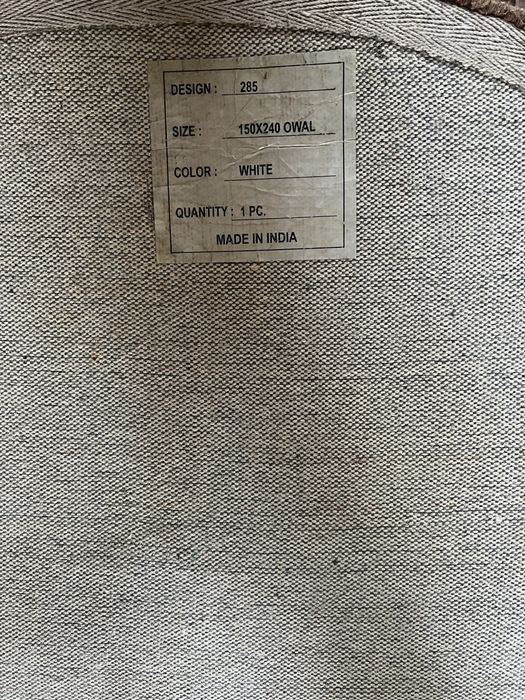 DESIGN : 285
SIZE : 150X240 OWAL
COLOR : WHITE
QUANTITY : 1 PC.
MADE IN INDIA